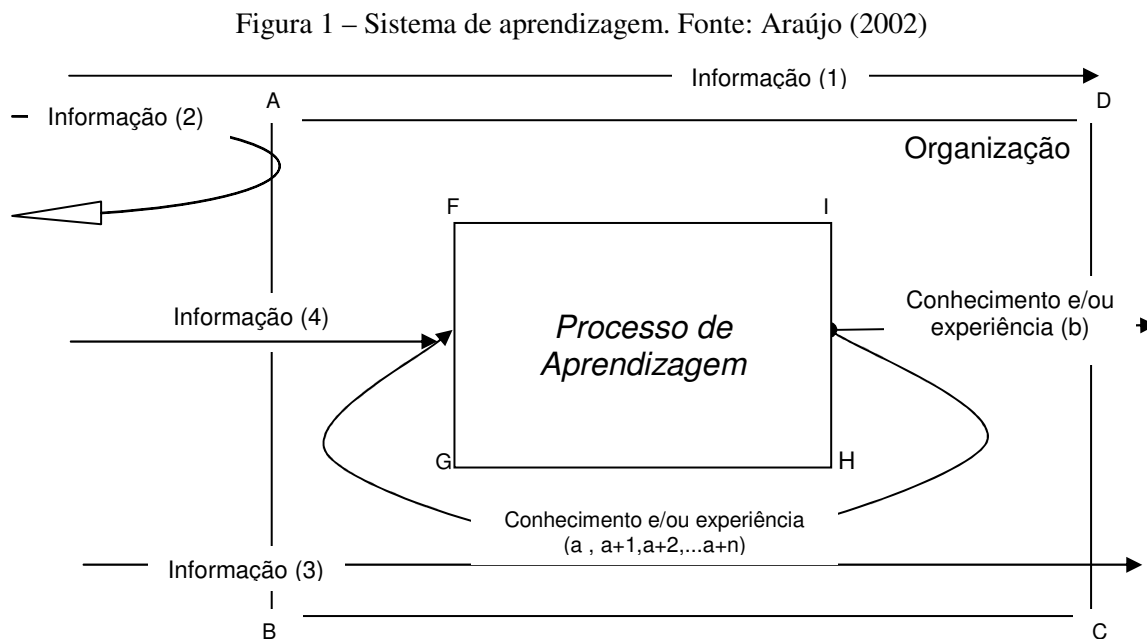 Figura 1 – Sistema de aprendizagem. Fonte: Araújo (2002)
Informação (1)
A
D
Informação (2)
Organização
F
I
Informação (4)
Processo de
Aprendizagem
Conhecimento e/ou
experiência (b)
G
H
Conhecimento e/ou experiência
(a , a+1,a+2,...a+n)
Informação (3)
B
C